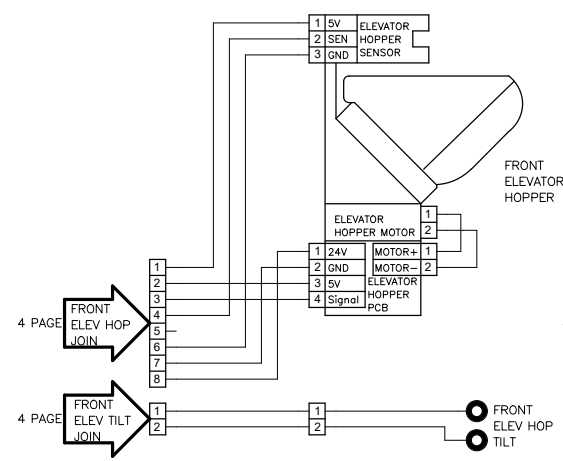 1 5V ELEVATOR
2 SEN HOPPER
3 GND SENSOR
FRONT
ELEVATOR
HOPPER
ELEVATOR
HOPPER MOTOR
1
2
1 24V MOTOR+ 1
2 GND MOTOR− 2
3 5V ELEVATOR
4 Signal HOPPER
PCB
1
2
3
4
5
6
7
8
4 PAGE
FRONT
ELEV HOP
JOIN
4 PAGE
FRONT
ELEV TILT
JOIN
1
2
1
2
FRONT
ELEV HOP
TILT